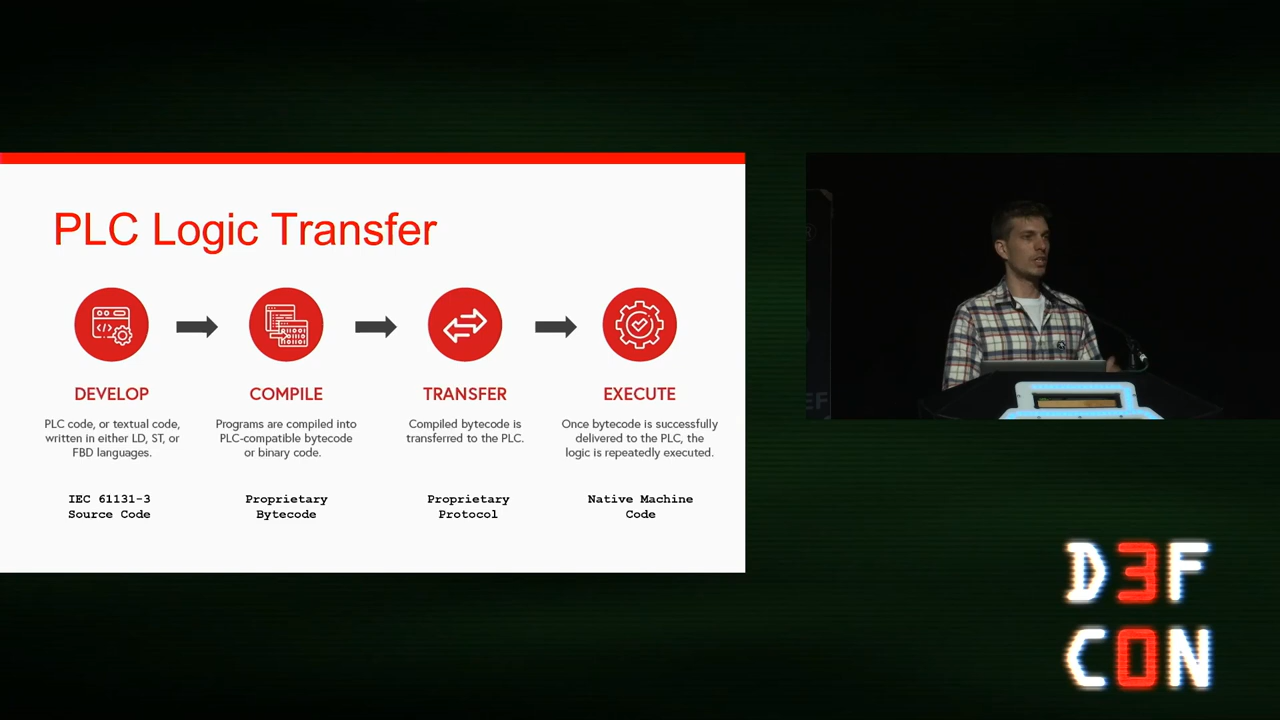 PLC Logic Transfer
DEVELOP
PLC code, or textual code,
written in either LD, ST, or
FBD languages.
IEC 61131-3
Source Code
COMPILE
Programs are compiled into
PLC-compatible bytecode
or binary code.
Proprietary
Bytecode
TRANSFER
Compiled bytecode is
transferred to the PLC.
Proprietary
Protocol
EXECUTE
Once bytecode is successfully
delivered to the PLC, the
logic is repeatedly executed.
Native Machine
Code
EF
D3F
C0N